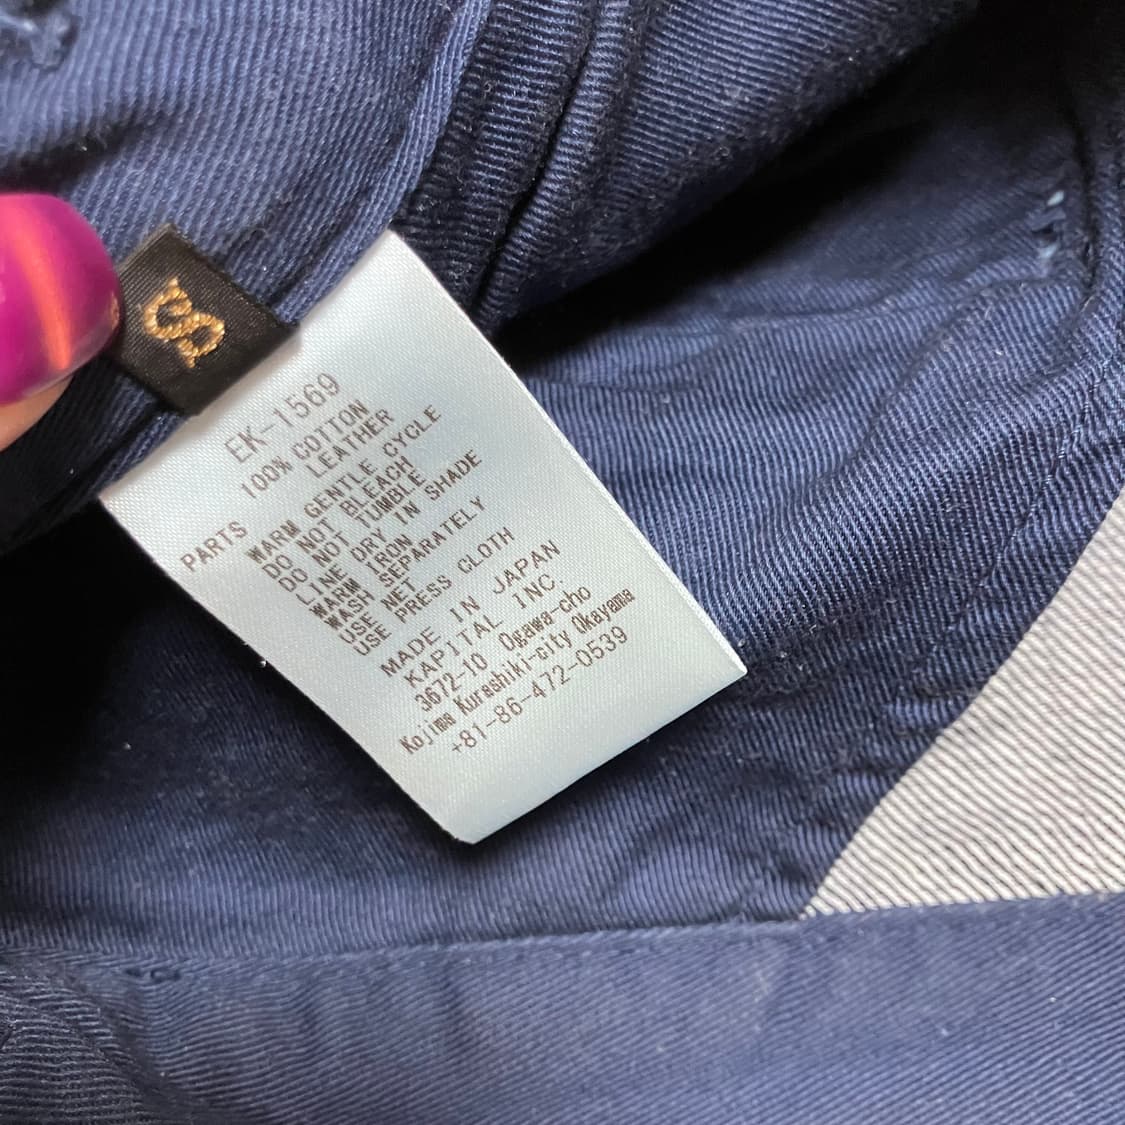 S
EK-1569
100% COTTON
PARTS LEATHER
WARM GENTLE CYCLE
DO NOT BLEACH
DO NOT TUMBLE
LINE DRY IN SHADE
WARM IRON
WASH SEPARATELY
USE NET
USE PRESS CLOTH
MADE IN JAPAN
KAPITAL INC.
3672-10 Ogawa-cho
Kojima Kurashiki-city Okayama
+81-86-472-0539